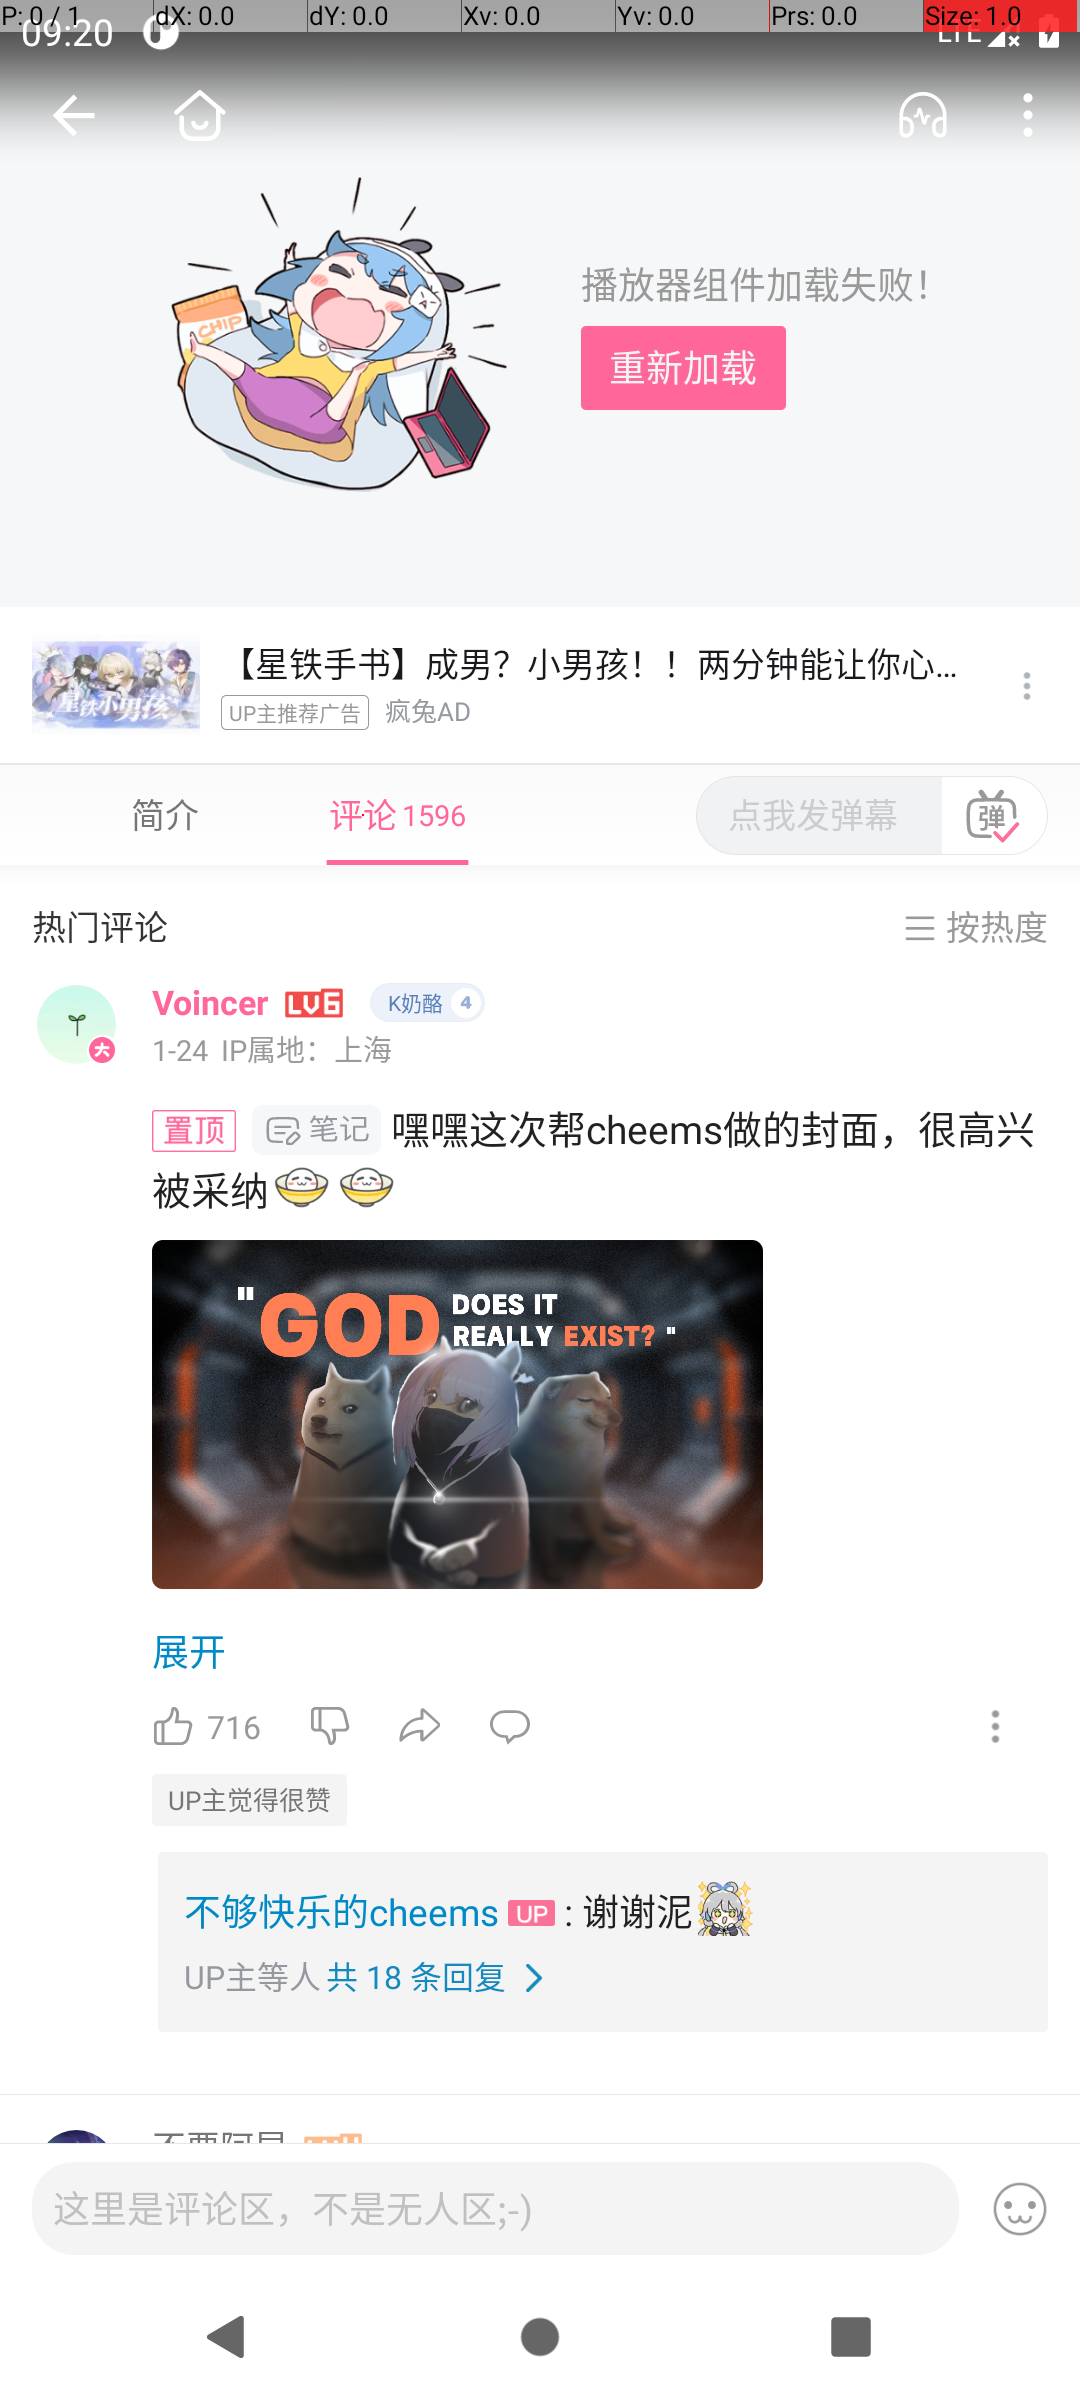 P: 0 / 1 dX: 0.0 dY: 0.0 Xv: 0.0 Yv: 0.0 Prs: 0.0 Size: 1.0
09:20 LTE
CHIP
播放器组件加载失败！
重新加载
星铁小男孩
【星铁手书】成男？小男孩！！两分钟能让你心...
UP主推荐广告 疯兔AD
简介 评论 1596 点我发弹幕 弹
热门评论 按热度
Voincer LV6 K奶酪 4
1-24 IP属地：上海
置顶 笔记 嘿嘿这次帮cheems做的封面，很高兴
被采纳
"GOD DOES IT
REALLY EXIST? "
展开
716
UP主觉得很赞
不够快乐的cheems UP : 谢谢泥
UP主等人 共 18 条回复
这里是评论区，不是无人区;-)